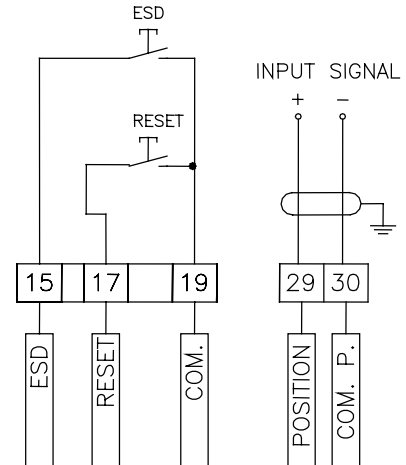 ESD
INPUT SIGNAL
+ −
RESET
15 17 19 29 30
ESD
RESET
COM.
POSITION
COM. P.